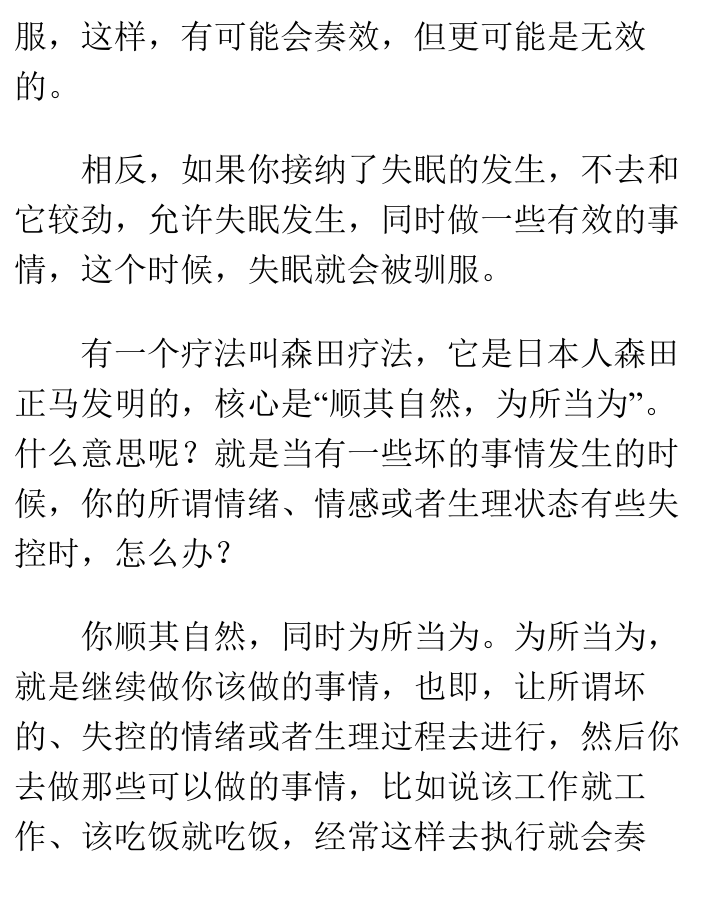 服，这样，有可能会奏效，但更可能是无效
的。
相反，如果你接纳了失眠的发生，不去和
它较劲，允许失眠发生，同时做一些有效的事
情，这个时候，失眠就会被驯服。
有一个疗法叫森田疗法，它是日本人森田
正马发明的，核心是“顺其自然，为所当为”。
什么意思呢？就是当有一些坏的事情发生的时
候，你的所谓情绪、情感或者生理状态有些失
控时，怎么办？
你顺其自然，同时为所当为。为所当为，
就是继续做你该做的事情，也即，让所谓坏
的、失控的情绪或者生理过程去进行，然后你
去做那些可以做的事情，比如说该工作就工
作、该吃饭就吃饭，经常这样去执行就会奏